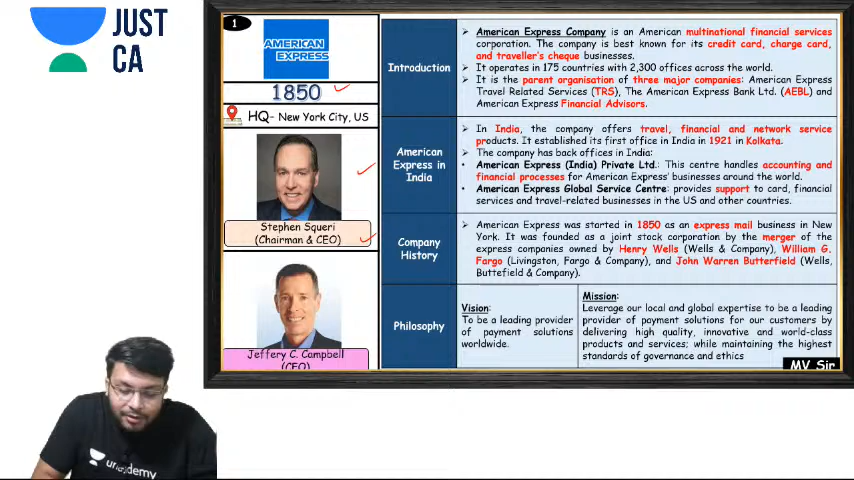 JUST
CA
1
AMERICAN
EXPRESS
1850
HQ- New York City, US
Stephen Squeri
(Chairman & CEO)
Jeffery C. Campbell
(CEO)
Introduction
➢ American Express Company is an American multinational financial services
corporation. The company is best known for its credit card, charge card,
and traveller's cheque businesses.
➢ It operates in 175 countries with 2,300 offices across the world.
➢ It is the parent organisation of three major companies: American Express
Travel Related Services (TRS), The American Express Bank Ltd. (AEBL) and
American Express Financial Advisors.
American
Express in
India
➢ In India, the company offers travel, financial and network service
products. It established its first office in India in 1921 in Kolkata.
➢ The company has back offices in India:
• American Express (India) Private Ltd.: This centre handles accounting and
financial processes for American Express' businesses around the world.
• American Express Global Service Centre: provides support to card, financial
services and travel-related businesses in the US and other countries.
Company
History
➢ American Express was started in 1850 as an express mail business in New
York. It was founded as a joint stock corporation by the merger of the
express companies owned by Henry Wells (Wells & Company), William G.
Fargo (Livingston, Fargo & Company), and John Warren Butterfield (Wells,
Buttefield & Company).
Philosophy
Vision:
To be a leading provider
of payment solutions
worldwide.
Mission:
Leverage our local and global expertise to be a leading
provider of payment solutions for our customers by
delivering high quality, innovative and world-class
products and services; while maintaining the highest
standards of governance and ethics
MV Sir